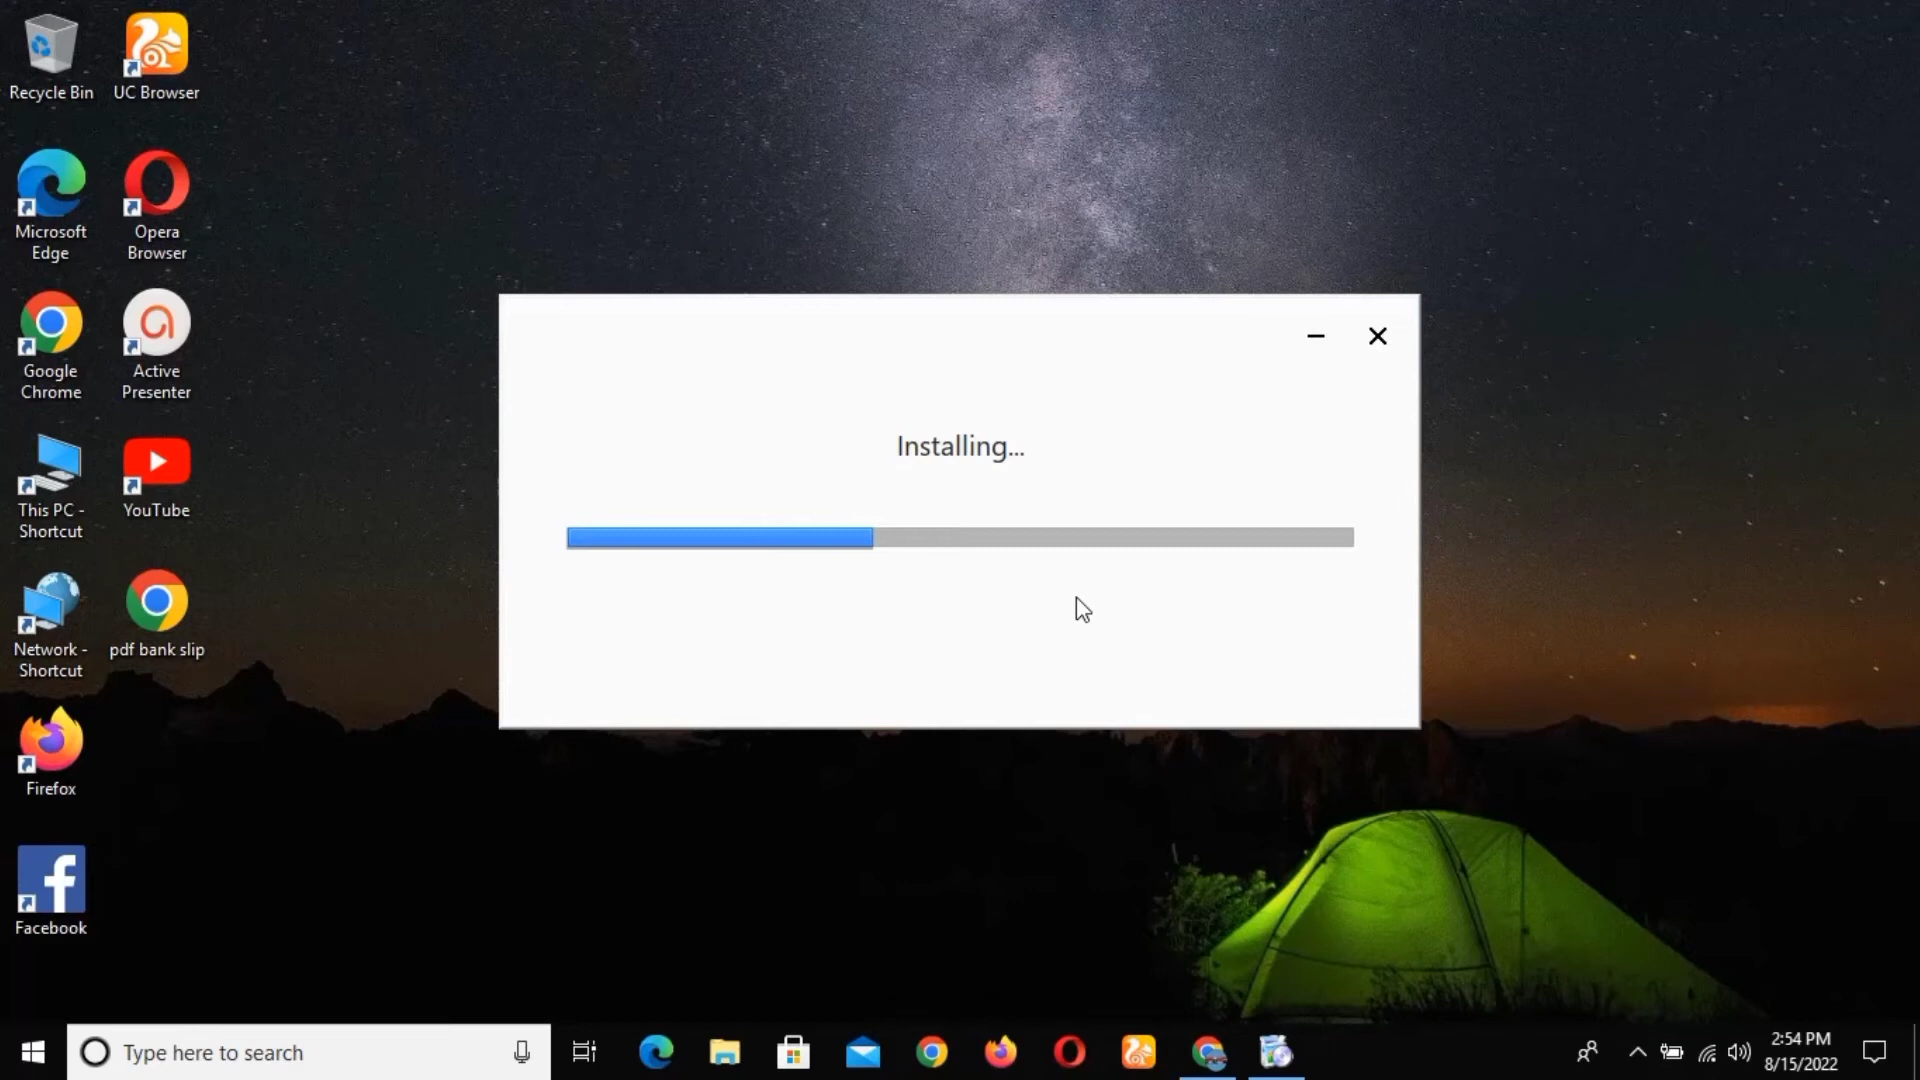 Recycle Bin
UC Browser
Microsoft
Edge
Opera
Browser
Google
Chrome
Active
Presenter
This PC -
Shortcut
YouTube
Network -
Shortcut
pdf bank slip
Firefox
Facebook
Installing...
Type here to search
2:54 PM
8/15/2022